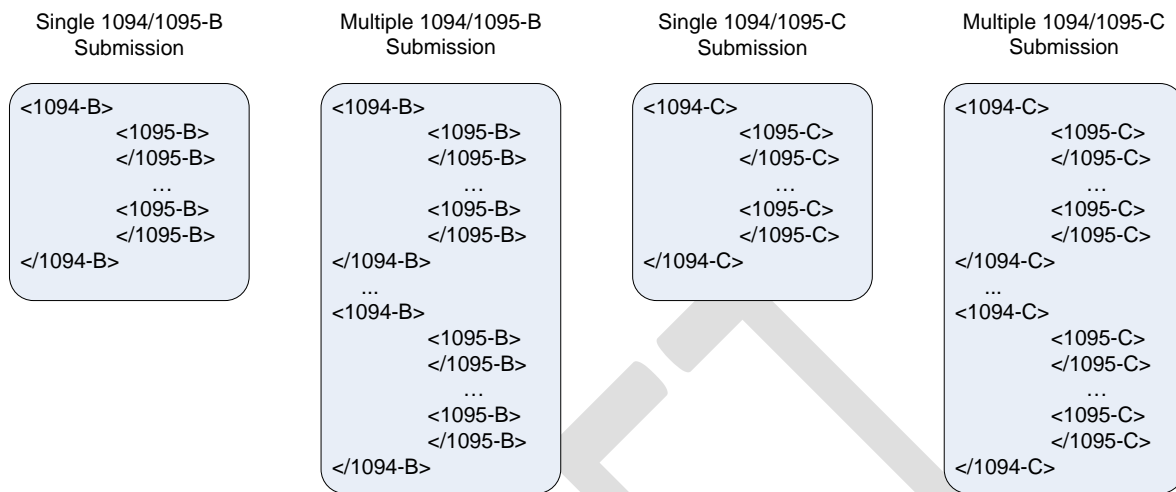 Single 1094/1095-B
Submission
<1094-B>
<1095-B>
</1095-B>
…
<1095-B>
</1095-B>
</1094-B>
Multiple 1094/1095-B
Submission
<1094-B>
<1095-B>
</1095-B>
…
<1095-B>
</1095-B>
</1094-B>
...
<1094-B>
<1095-B>
</1095-B>
…
<1095-B>
</1095-B>
</1094-B>
Single 1094/1095-C
Submission
<1094-C>
<1095-C>
</1095-C>
…
<1095-C>
</1095-C>
</1094-C>
Multiple 1094/1095-C
Submission
<1094-C>
<1095-C>
</1095-C>
…
<1095-C>
</1095-C>
</1094-C>
...
<1094-C>
<1095-C>
</1095-C>
…
<1095-C>
</1095-C>
</1094-C>